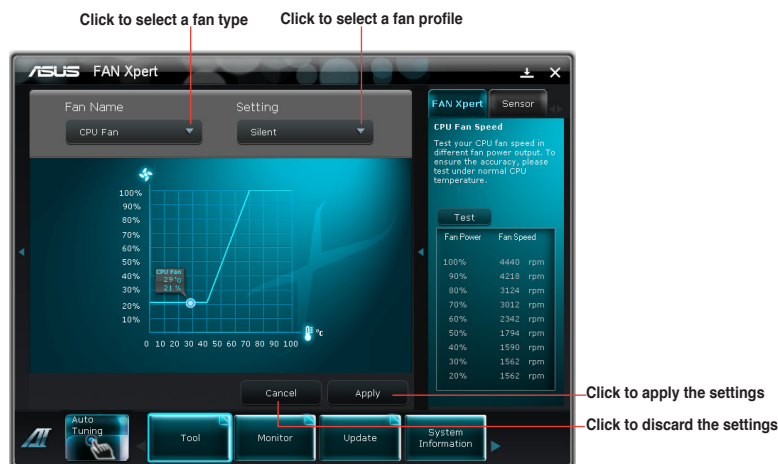 Click to select a fan type
Click to select a fan profile
ASUS FAN Xpert
Fan Name
Setting
CPU Fan
Silent
100%
90%
80%
70%
60%
50%
40%
30%
20%
10%
CPU Fan
29°c
21 %
0 10 20 30 40 50 60 70 80 90 100
°c
Cancel
Apply
FAN Xpert
Sensor
CPU Fan Speed
Test your CPU fan speed in
different fan power output. To
ensure the accuracy, please
test under normal CPU
temperature.
Test
Fan Power Fan Speed
100% 4440 rpm
90% 4218 rpm
80% 3124 rpm
70% 3012 rpm
60% 2342 rpm
50% 1794 rpm
40% 1590 rpm
30% 1562 rpm
20% 1562 rpm
Click to apply the settings
Click to discard the settings
AI
Auto
Tuning
Tool
Monitor
Update
System
Information